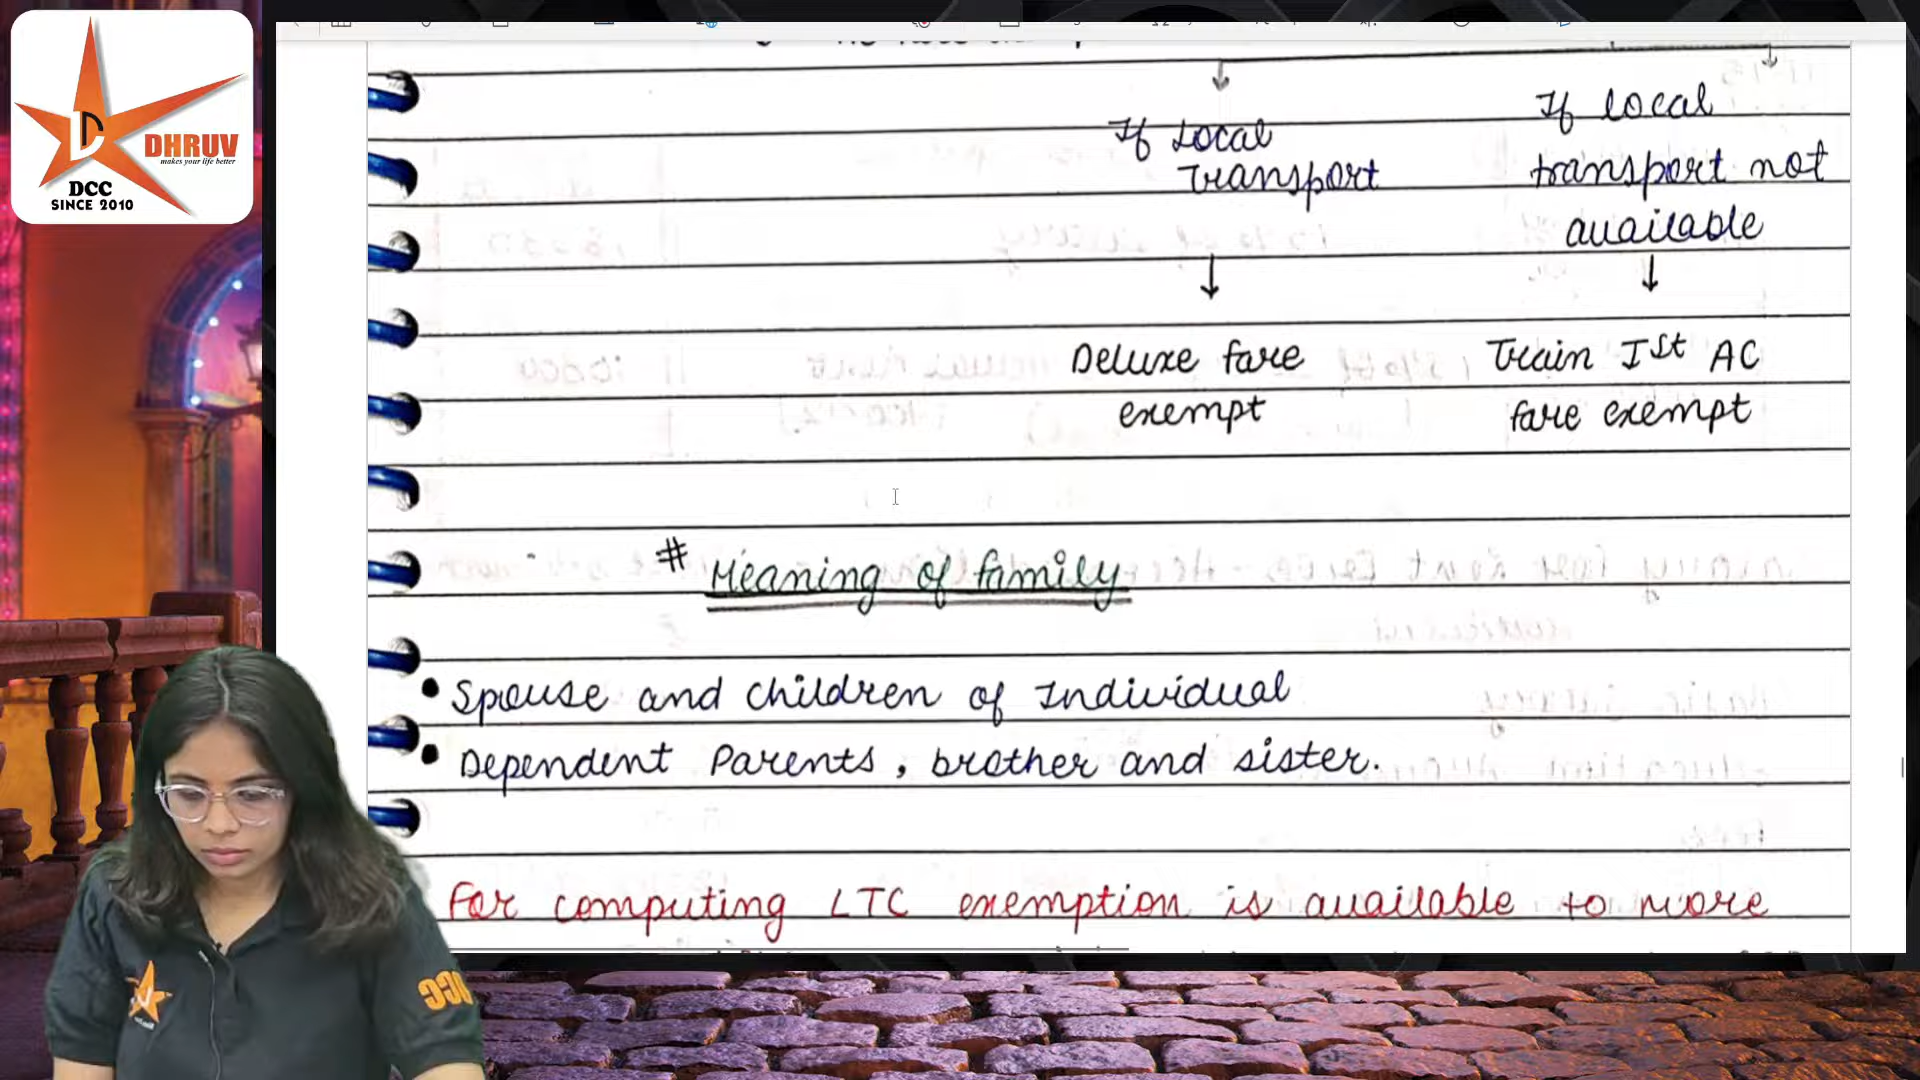 DC
DHRUV
makes your life better
DCC
SINCE 2010
If Local
Transport
If local
transport not
available
Deluxe fare
exempt
Train Ist AC
fare exempt
# Meaning of family
• Spouse and children of Individual
• Dependent Parents, brother and sister.
For computing LTC exemption is available to more
DCC